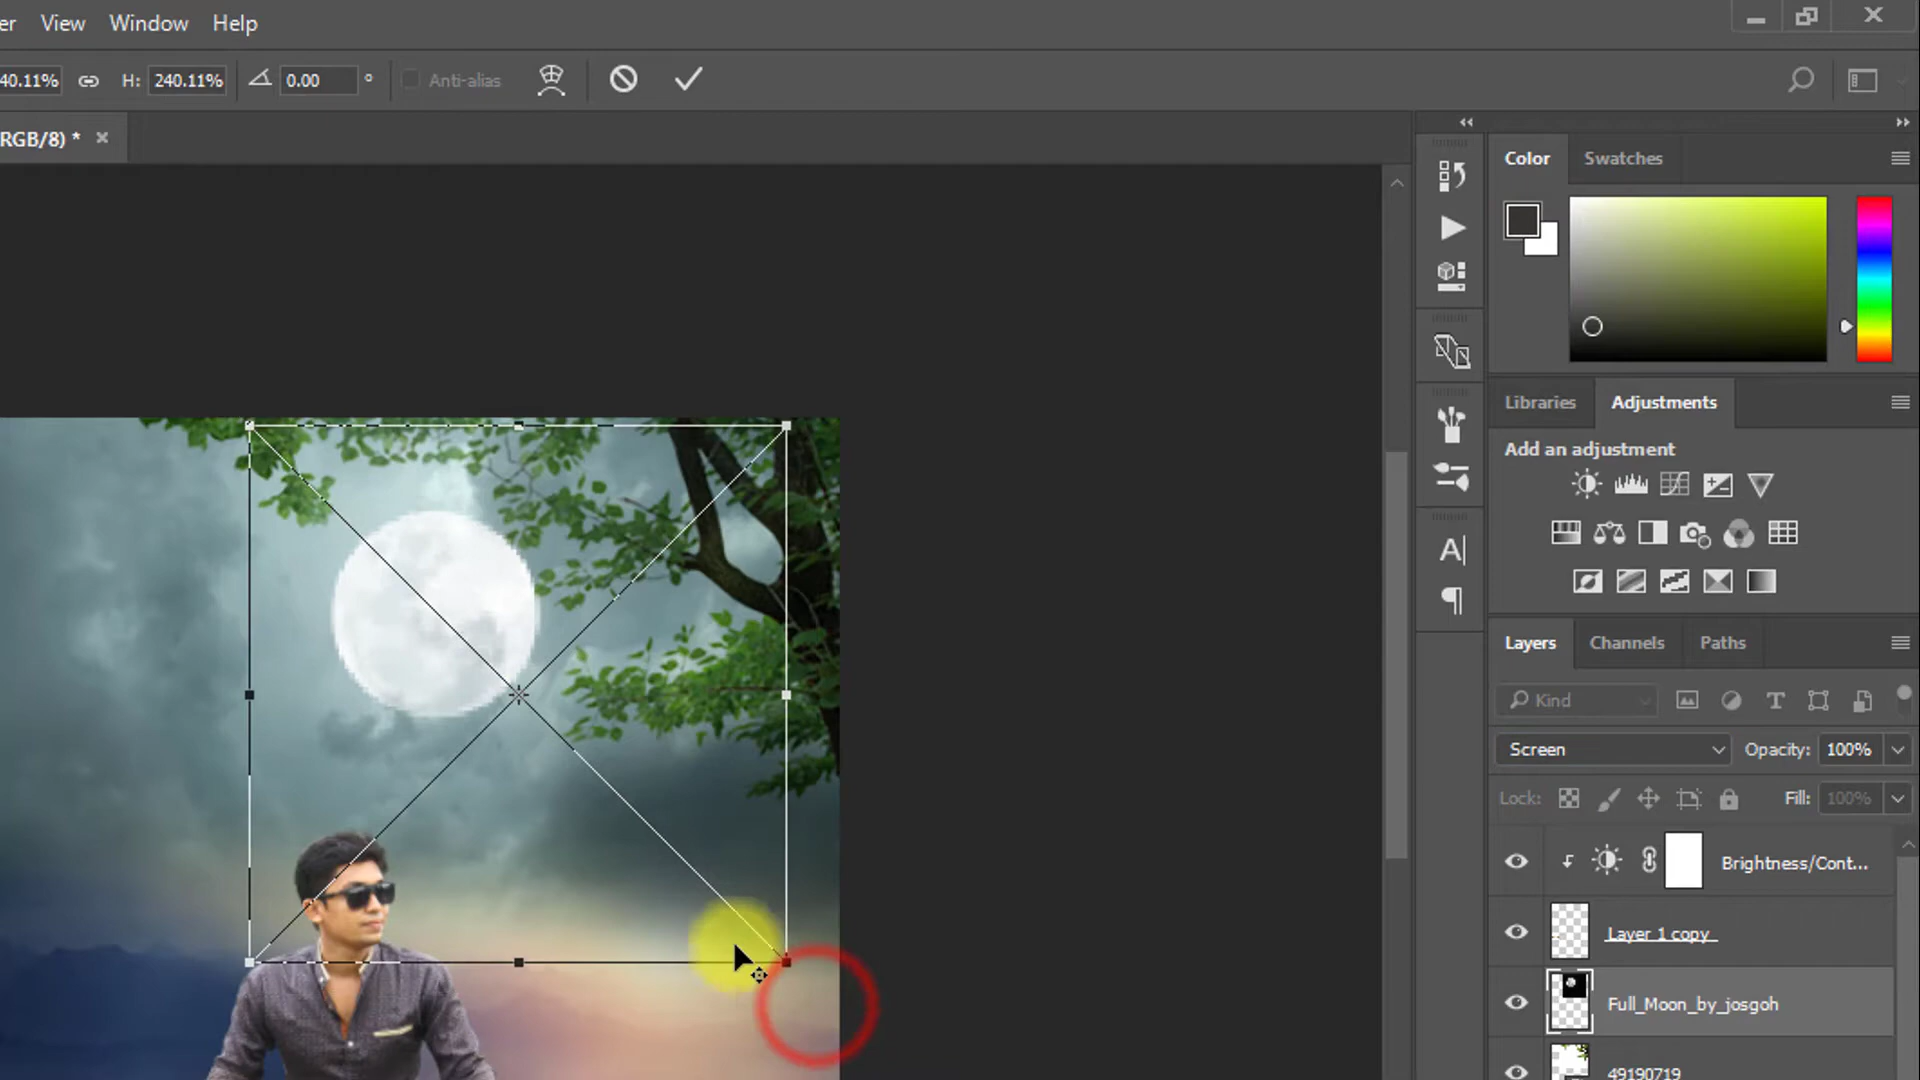 er View Window Help
40.11% H: 240.11% 0.00 ° Anti-alias
RGB/8) * ×
Color Swatches
Libraries Adjustments
Add an adjustment
Layers Channels Paths
Kind
Screen Opacity: 100%
Lock: Fill: 100%
Brightness/Cont...
Layer 1 copy
Full_Moon_by_josgoh
49190719